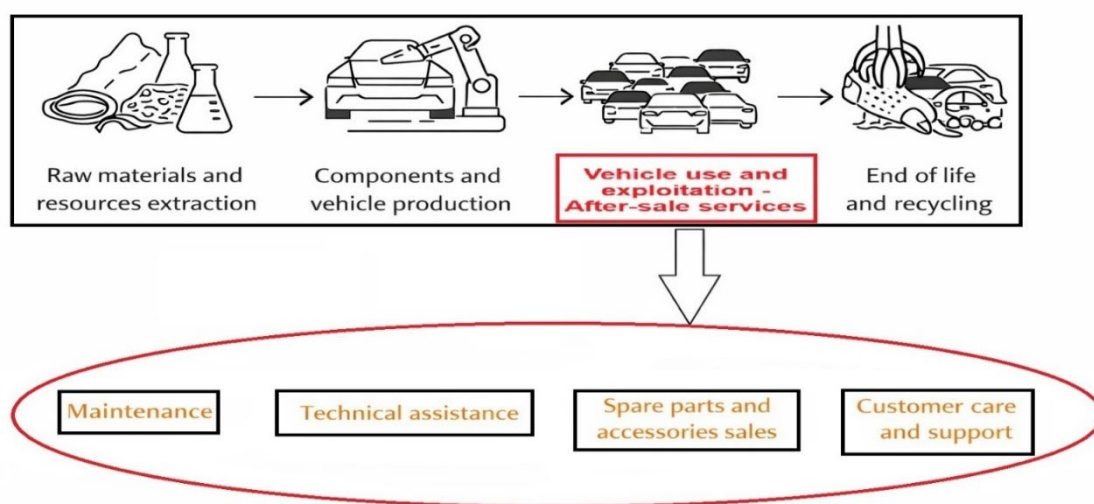 Raw materials and
resources extraction
Components and
vehicle production
Vehicle use and
exploitation -
After-sale services
End of life
and recycling
Maintenance
Technical assistance
Spare parts and
accessories sales
Customer care
and support